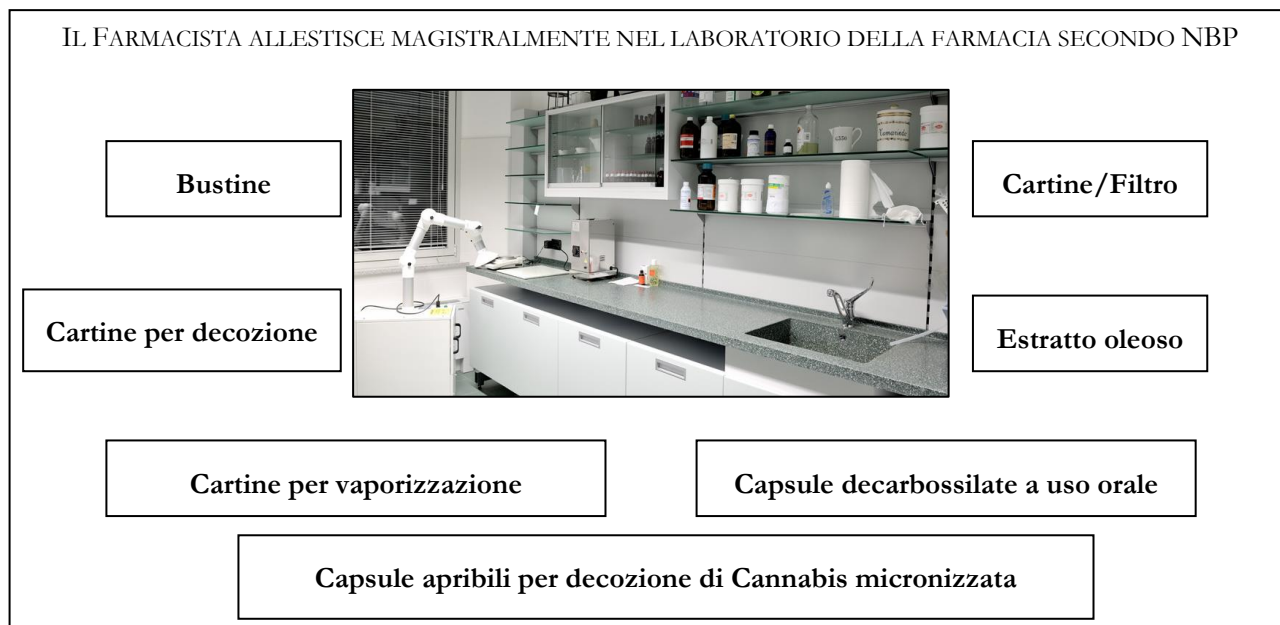 IL FARMACISTA ALLESTISCE MAGISTRALMENTE NEL LABORATORIO DELLA FARMACIA SECONDO NBP
Bustine
Cartine/Filtro
Cartine per decozione
Estratto oleoso
Cartine per vaporizzazione
Capsule decarbossilate a uso orale
Capsule apribili per decozione di Cannabis micronizzata